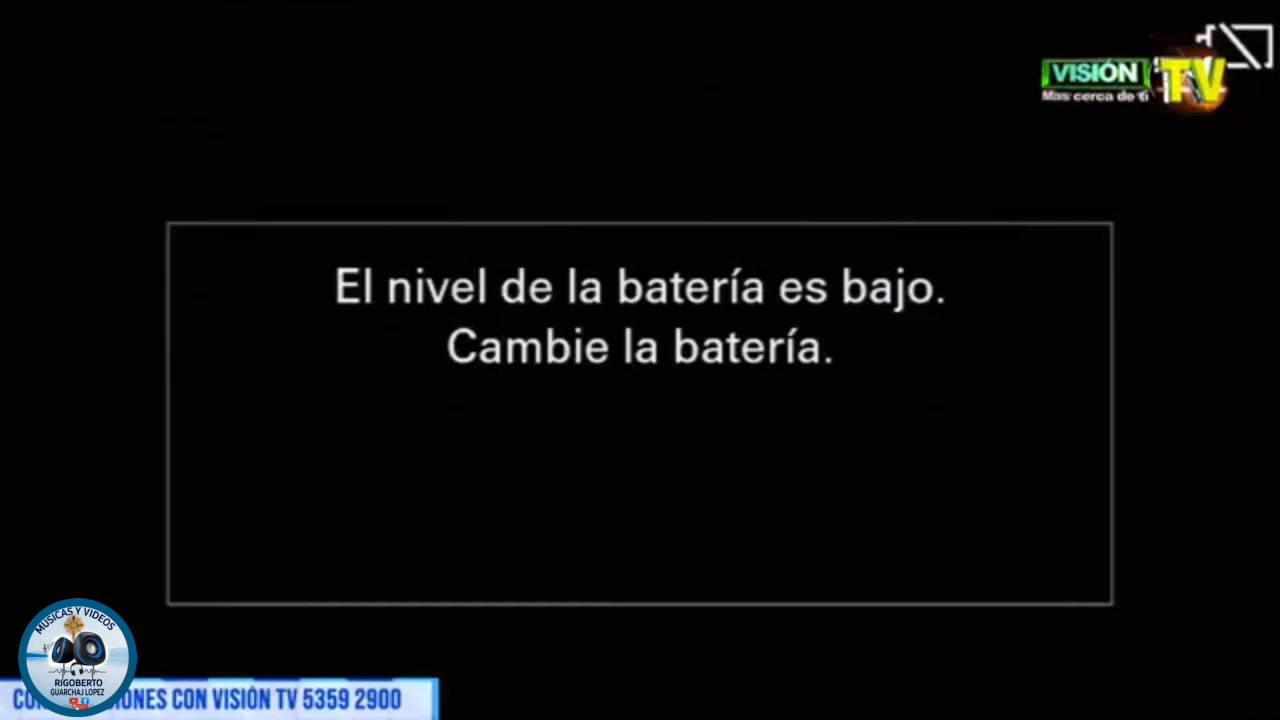 VISIÓN TV
Mas cerca de ti
El nivel de la batería es bajo.
Cambie la batería.
MUSICAS Y VIDEOS
RIGOBERTO
GUARCHAJ LOPEZ
CON VISIÓN TV 5359 2900